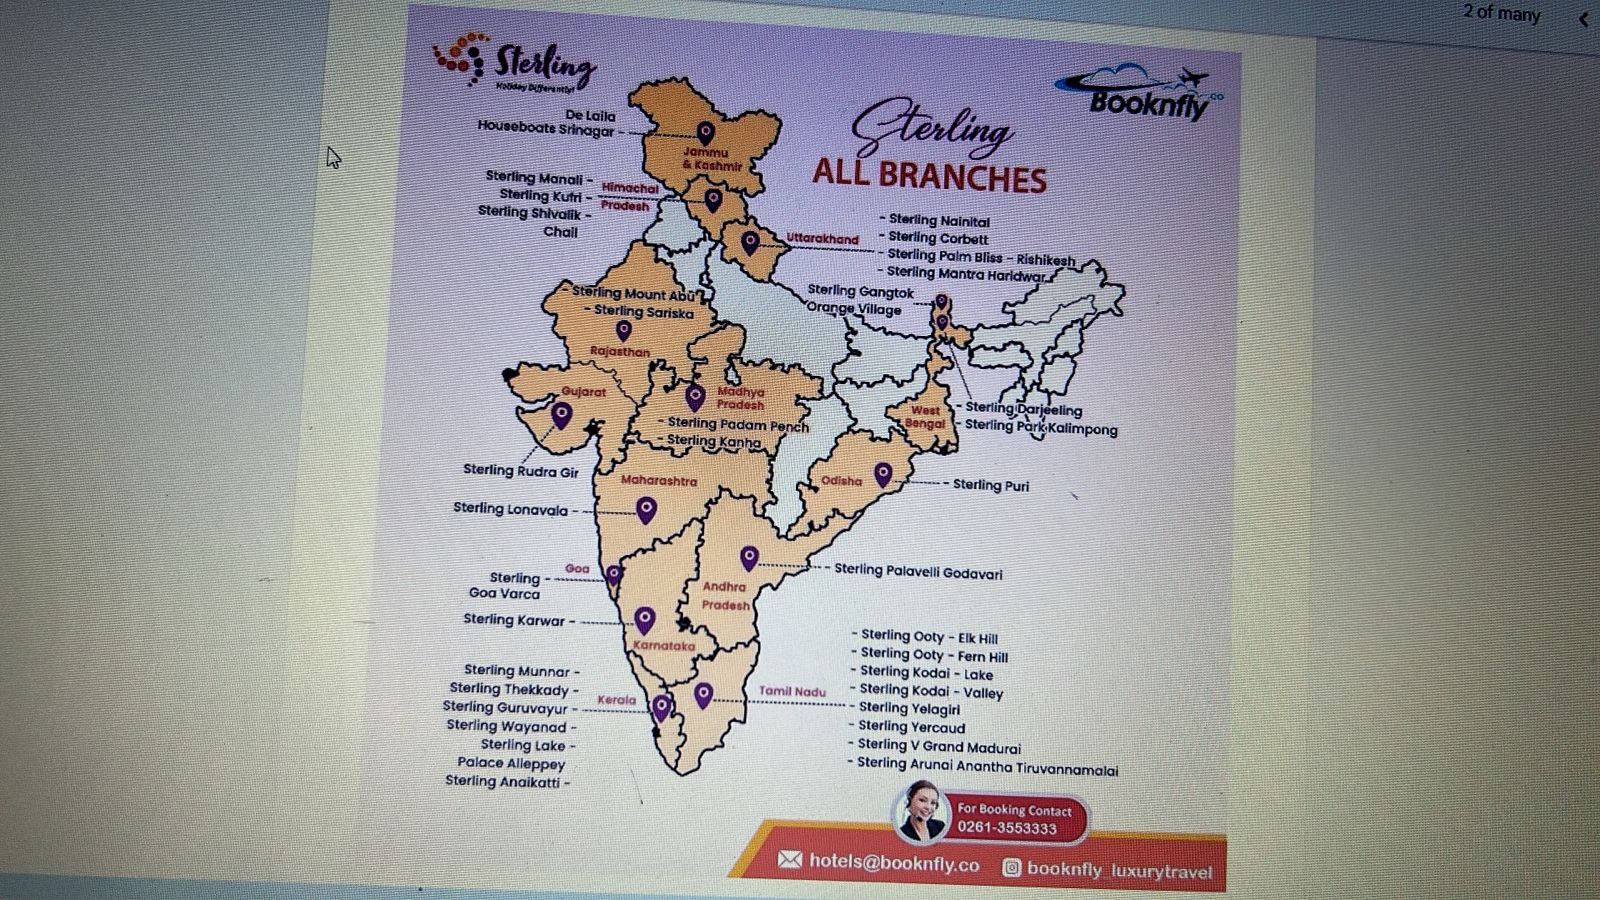 2 of many
Sterling
Holiday Differently!
Booknfly.co
Sterling
ALL BRANCHES
De Laila
Houseboats Srinagar -
Jammu
& Kashmir
Sterling Manali -
Sterling Kufri -
Sterling Shivalik -
Chail
Himachal
Pradesh
Uttarakhand
- Sterling Nainital
- Sterling Corbett
- Sterling Palm Bliss - Rishikesh
- Sterling Mantra Haridwar
Sterling Gangtok
Orange Village
- Sterling Mount Abu
- Sterling Sariska
Rajasthan
Gujarat
Sterling Rudra Gir
Madhya
Pradesh
- Sterling Padam Pench
- Sterling Kanha
West
Bengal
- Sterling Darjeeling
- Sterling Park Kalimpong
Maharashtra
Sterling Lonavala -
Odisha
- Sterling Puri
Goa
Sterling -
Goa Varca
Andhra
Pradesh
- Sterling Palavelli Godavari
Sterling Karwar -
Karnataka
Sterling Munnar -
Sterling Thekkady -
Sterling Guruvayur -
Sterling Wayanad -
Sterling Lake -
Palace Alleppey
Sterling Anaikatti -
Kerala
Tamil Nadu
- Sterling Ooty - Elk Hill
- Sterling Ooty - Fern Hill
- Sterling Kodai - Lake
- Sterling Kodai - Valley
- Sterling Yelagiri
- Sterling Yercaud
- Sterling V Grand Madurai
- Sterling Arunai Anantha Tiruvannamalai
For Booking Contact
0261-3553333
hotels@booknfly.co
booknfly_luxurytravel